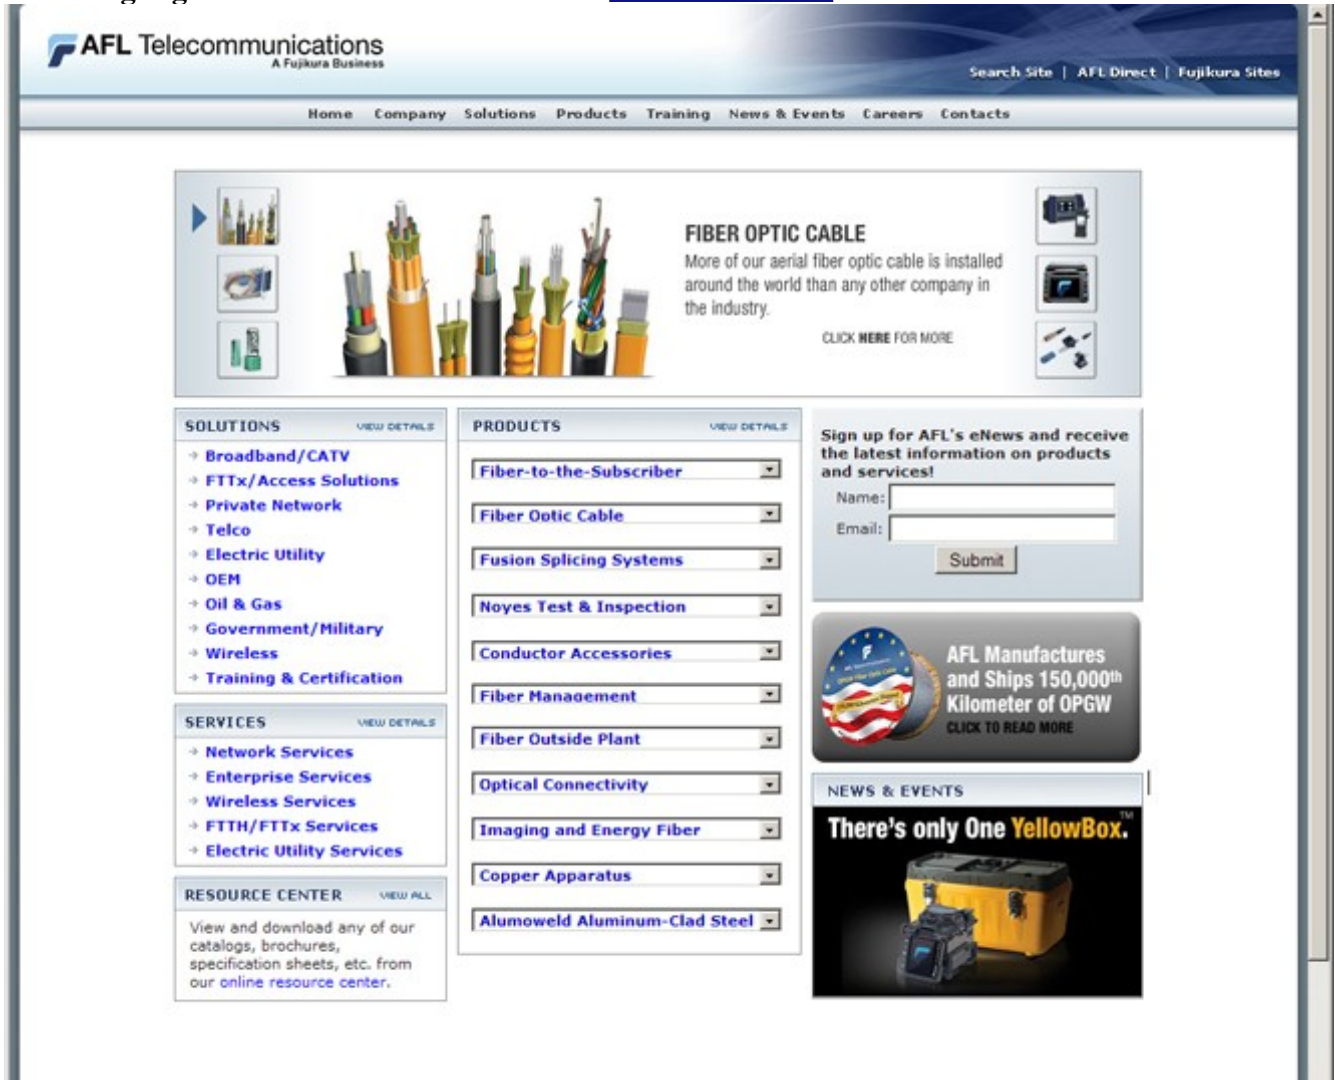 AFL Telecommunications
A Fujikura Business
Search Site | AFL Direct | Fujikura Sites
Home Company Solutions Products Training News & Events Careers Contacts
FIBER OPTIC CABLE
More of our aerial fiber optic cable is installed
around the world than any other company in
the industry.
CLICK HERE FOR MORE
SOLUTIONS VIEW DETAILS
Broadband/CATV
FTTx/Access Solutions
Private Network
Telco
Electric Utility
OEM
Oil & Gas
Government/Military
Wireless
Training & Certification
SERVICES VIEW DETAILS
Network Services
Enterprise Services
Wireless Services
FTTH/FTTx Services
Electric Utility Services
RESOURCE CENTER VIEW ALL
View and download any of our
catalogs, brochures,
specification sheets, etc. from
our online resource center.
PRODUCTS VIEW DETAILS
Fiber-to-the-Subscriber
Fiber Optic Cable
Fusion Splicing Systems
Noyes Test & Inspection
Conductor Accessories
Fiber Management
Fiber Outside Plant
Optical Connectivity
Imaging and Energy Fiber
Copper Apparatus
Alumoweld Aluminum-Clad Steel
Sign up for AFL's eNews and receive
the latest information on products
and services!
Name:
Email:
Submit
AFL Telecommunications
AFL Manufactures
and Ships 150,000th
Kilometer of OPGW
CLICK TO READ MORE
NEWS & EVENTS
There's only One YellowBox.™